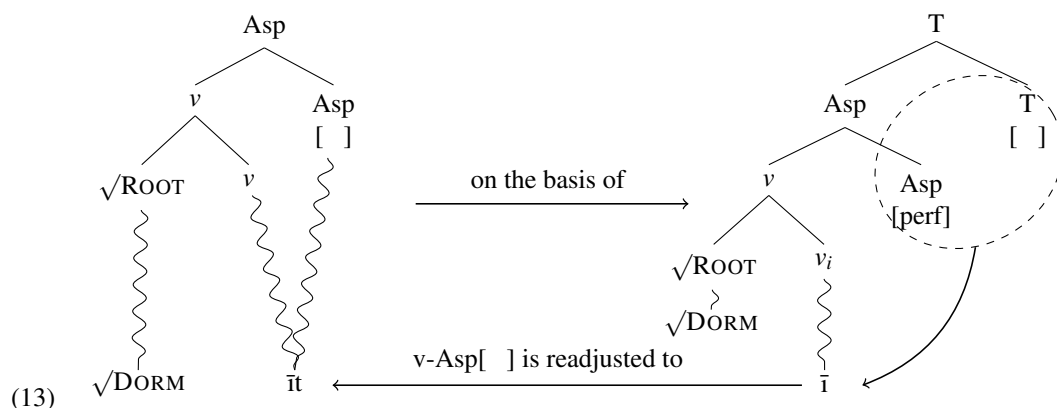 Asp T
v Asp Asp T
[ ] [ ]
√ROOT v on the basis of v Asp
[perf]
√ROOT vi
√DORM
v-Asp[ ] is readjusted to
(13) √DORM īt ī